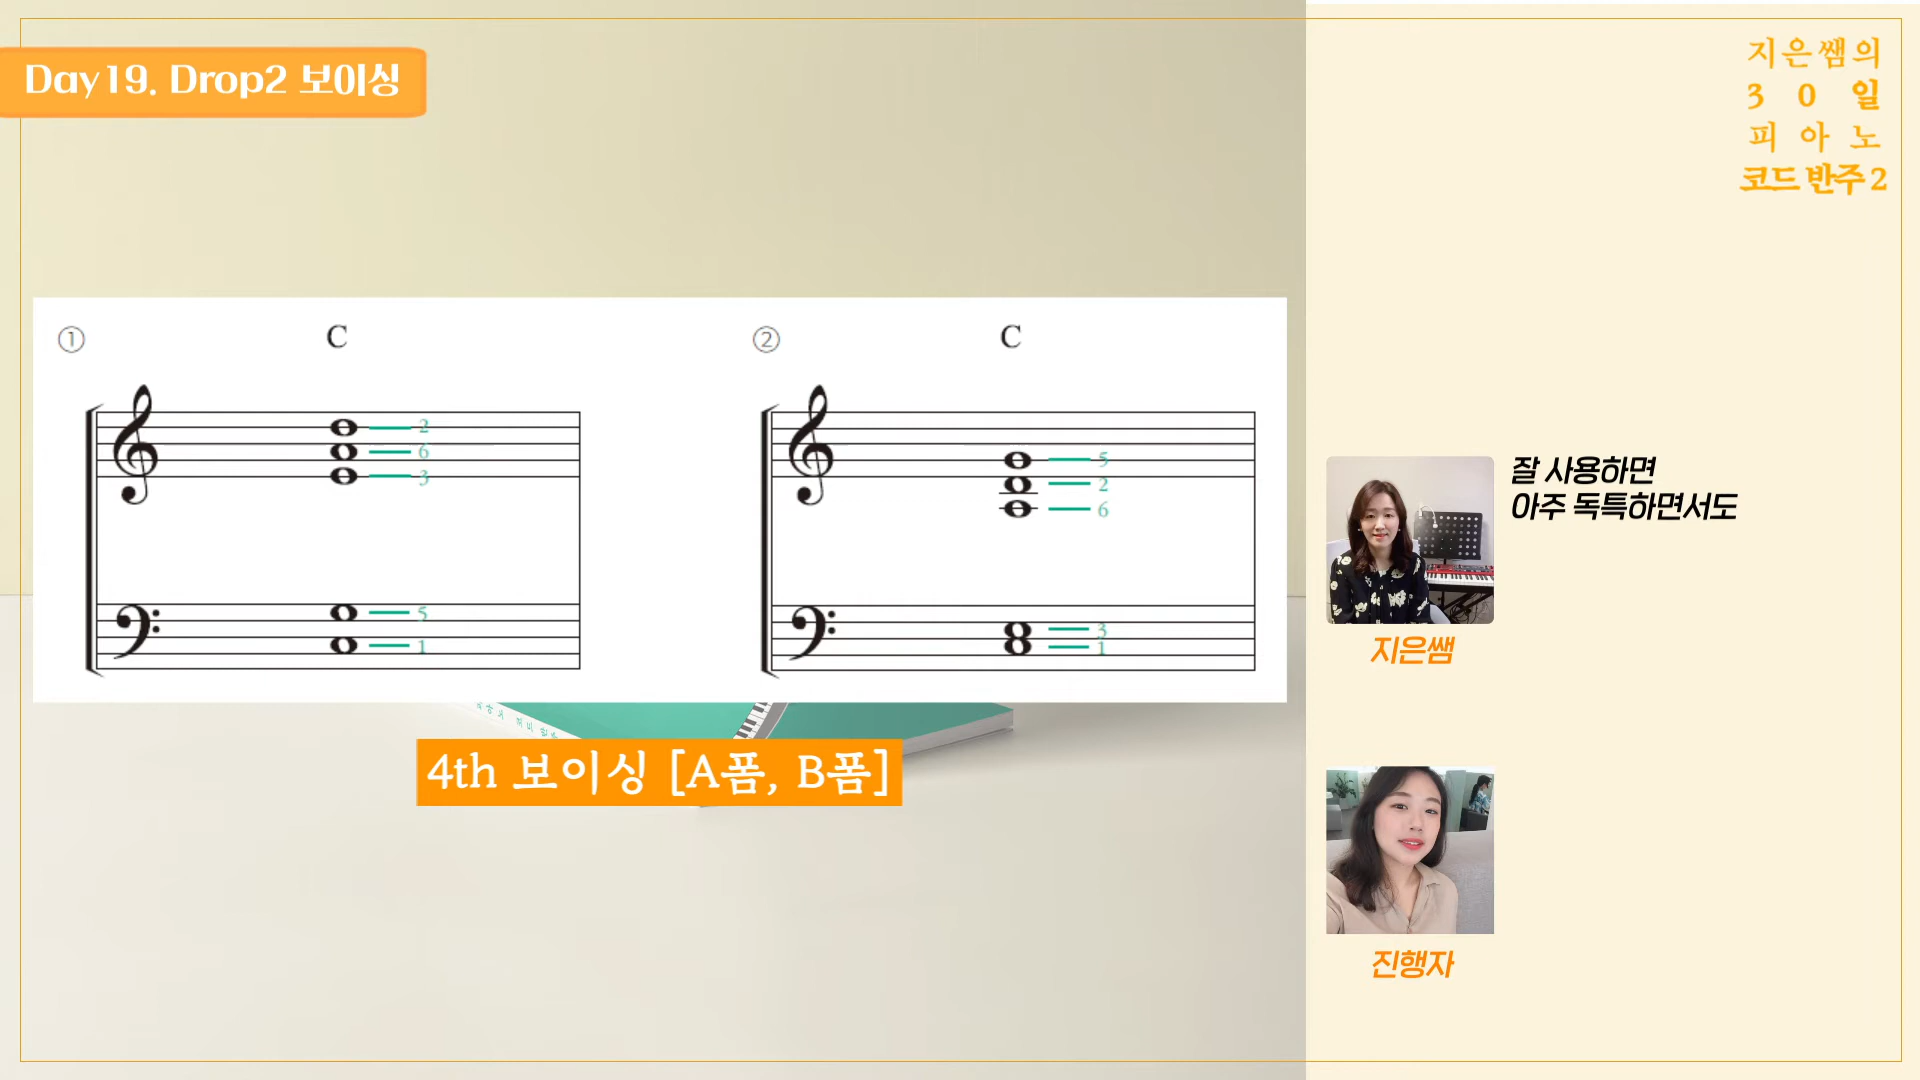 Day19. Drop2 보이싱
지은쌤의
3 0 일
피 아 노
코드 반주 2
① C
② C
2
6
3
5
1
5
2
6
3
1
4th 보이싱 [A폼, B폼]
잘 사용하면
아주 독특하면서도
지은쌤
진행자